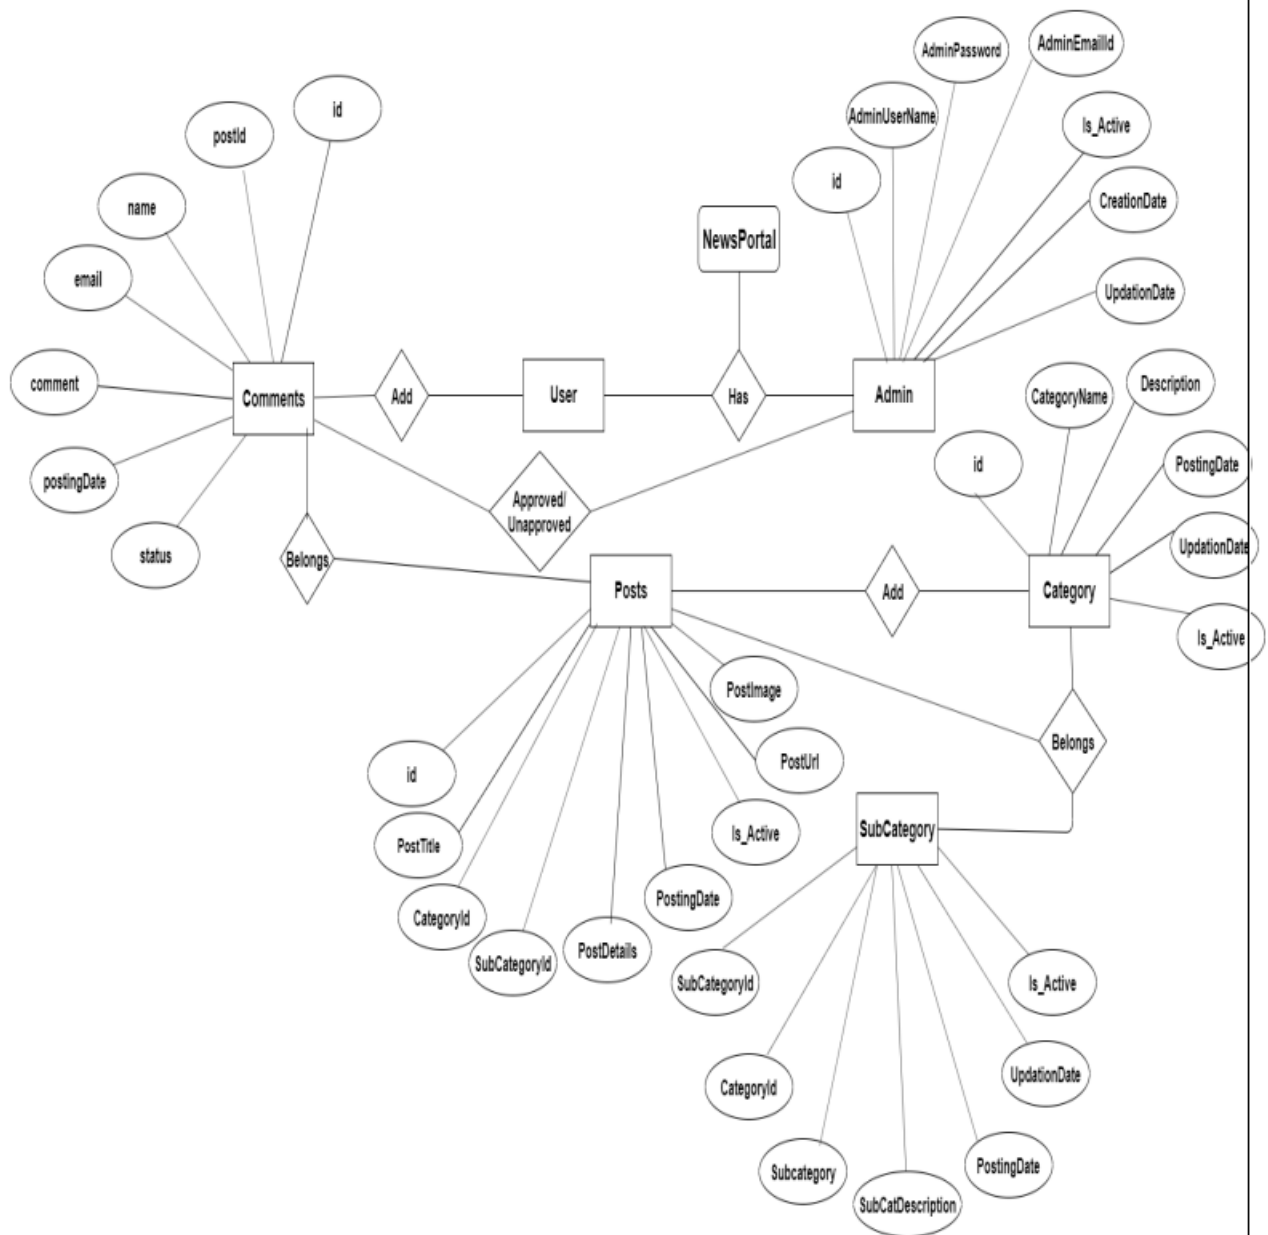 AdminEmailId
AdminPassword
id
AdminUserName
Is_Active
postId
id
CreationDate
name
NewsPortal
email
UpdationDate
comment
Comments
Add
User
Has
Admin
CategoryName
Description
id
PostingDate
postingDate
Approved/
Unapproved
status
Belongs
UpdationDate
Posts
Add
Category
Is_Active
PostImage
Belongs
PostUrl
id
PostTitle
Is_Active
SubCategory
PostingDate
CategoryId
SubCategoryId
PostDetails
SubCategoryId
Is_Active
CategoryId
UpdationDate
Subcategory
PostingDate
SubCatDescription